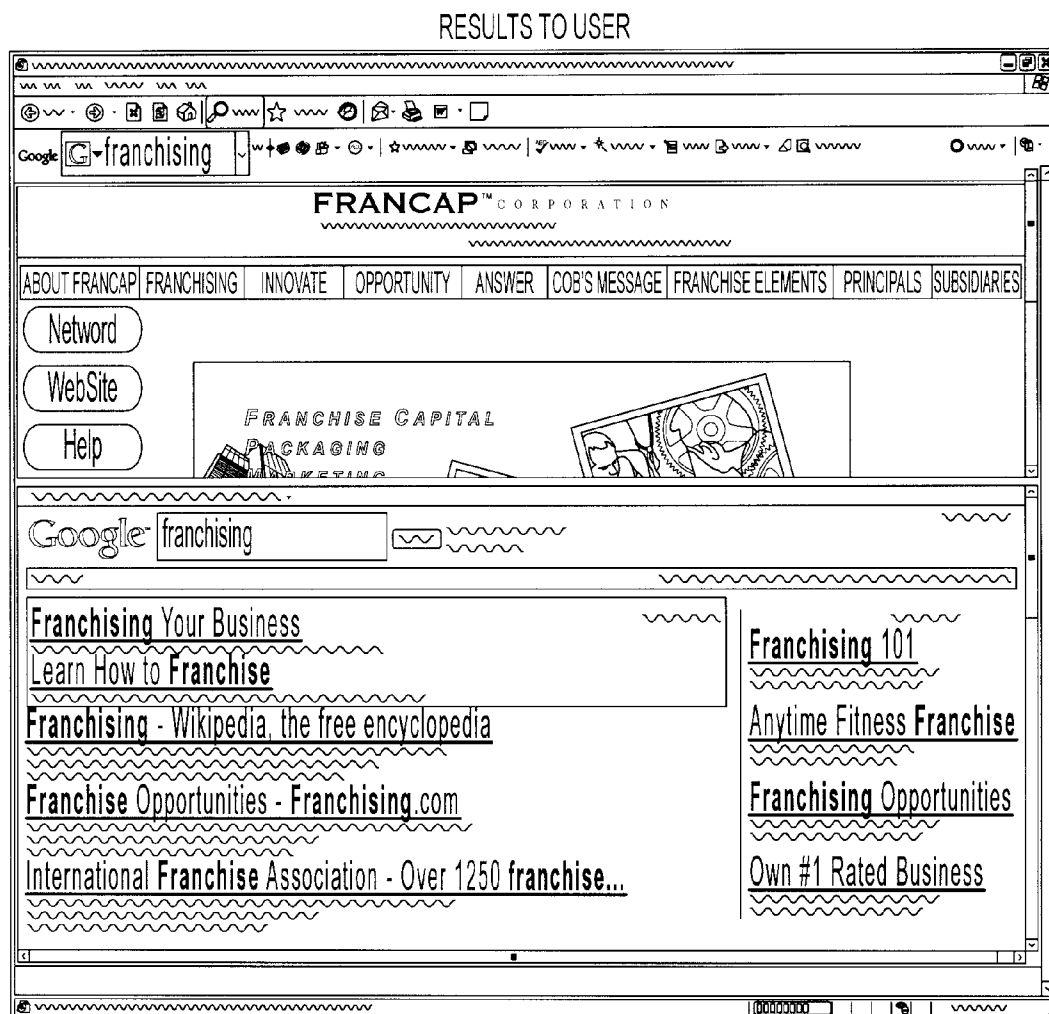 RESULTS TO USER
Google G franchising
FRANCAP™ CORPORATION
ABOUT FRANCAP FRANCHISING INNOVATE OPPORTUNITY ANSWER COB'S MESSAGE FRANCHISE ELEMENTS PRINCIPALS SUBSIDIARIES
Netword
WebSite
Help
FRANCHISE CAPITAL
PACKAGING
MARKETING
Google™ franchising
Franchising Your Business
Learn How to Franchise
Franchising - Wikipedia, the free encyclopedia
Franchise Opportunities - Franchising.com
International Franchise Association - Over 1250 franchise...
Franchising 101
Anytime Fitness Franchise
Franchising Opportunities
Own #1 Rated Business